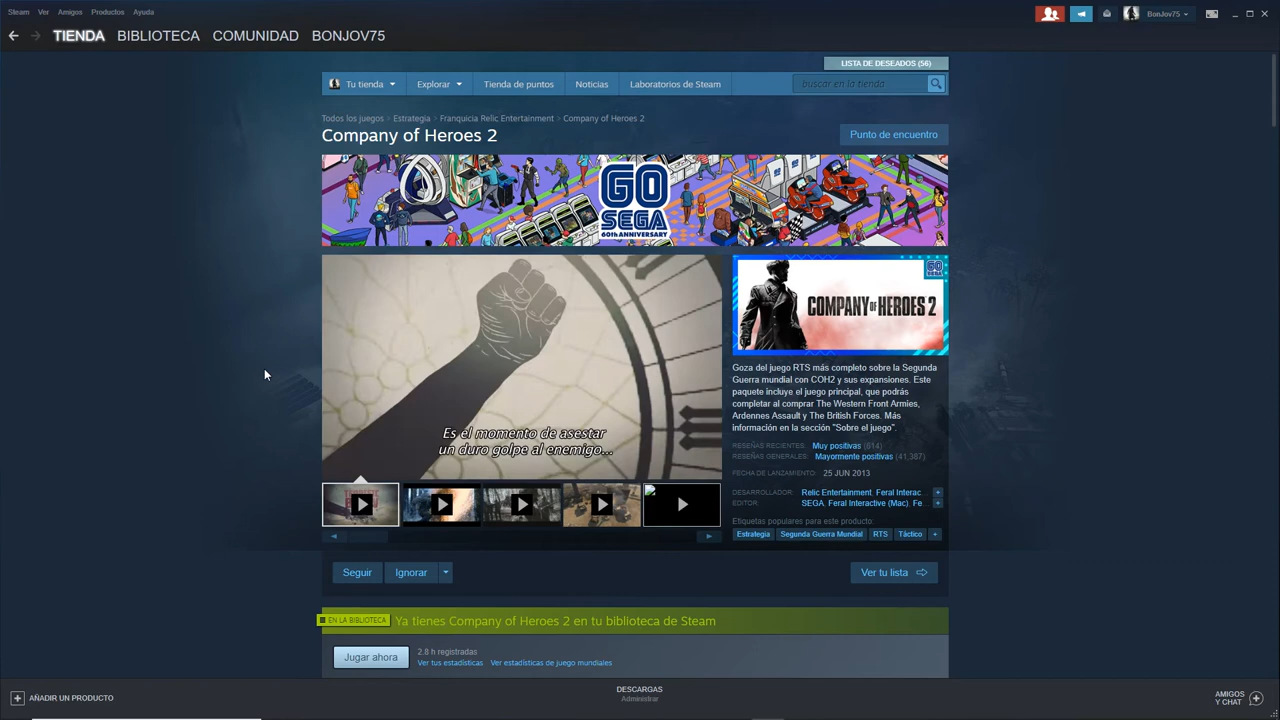 Steam Ver Amigos Productos Ayuda
BonJov75
TIENDA BIBLIOTECA COMUNIDAD BONJOV75
LISTA DE DESEADOS (56)
Tu tienda Explorar Tienda de puntos Noticias Laboratorios de Steam buscar en la tienda
Todos los juegos > Estrategia > Franquicia Relic Entertainment > Company of Heroes 2
Company of Heroes 2
Punto de encuentro
GO
SEGA
60th ANNIVERSARY
Es el momento de asestar
un duro golpe al enemigo...
GO
SEGA
COMPANY OF HEROES 2
Goza del juego RTS más completo sobre la Segunda
Guerra mundial con COH2 y sus expansiones. Este
paquete incluye el juego principal, que podrás
completar al comprar The Western Front Armies,
Ardennes Assault y The British Forces. Más
información en la sección "Sobre el juego".
RESEÑAS RECIENTES: Muy positivas (614)
RESEÑAS GENERALES: Mayormente positivas (41,387)
FECHA DE LANZAMIENTO: 25 JUN 2013
DESARROLLADOR: Relic Entertainment, Feral Interac... +
EDITOR: SEGA, Feral Interactive (Mac), Fe... +
Etiquetas populares para este producto:
Estrategia Segunda Guerra Mundial RTS Táctico +
Seguir Ignorar Ver tu lista
EN LA BIBLIOTECA Ya tienes Company of Heroes 2 en tu biblioteca de Steam
Jugar ahora
2.8 h registradas
Ver tus estadísticas Ver estadísticas de juego mundiales
AÑADIR UN PRODUCTO
DESCARGAS
Administrar
AMIGOS
Y CHAT